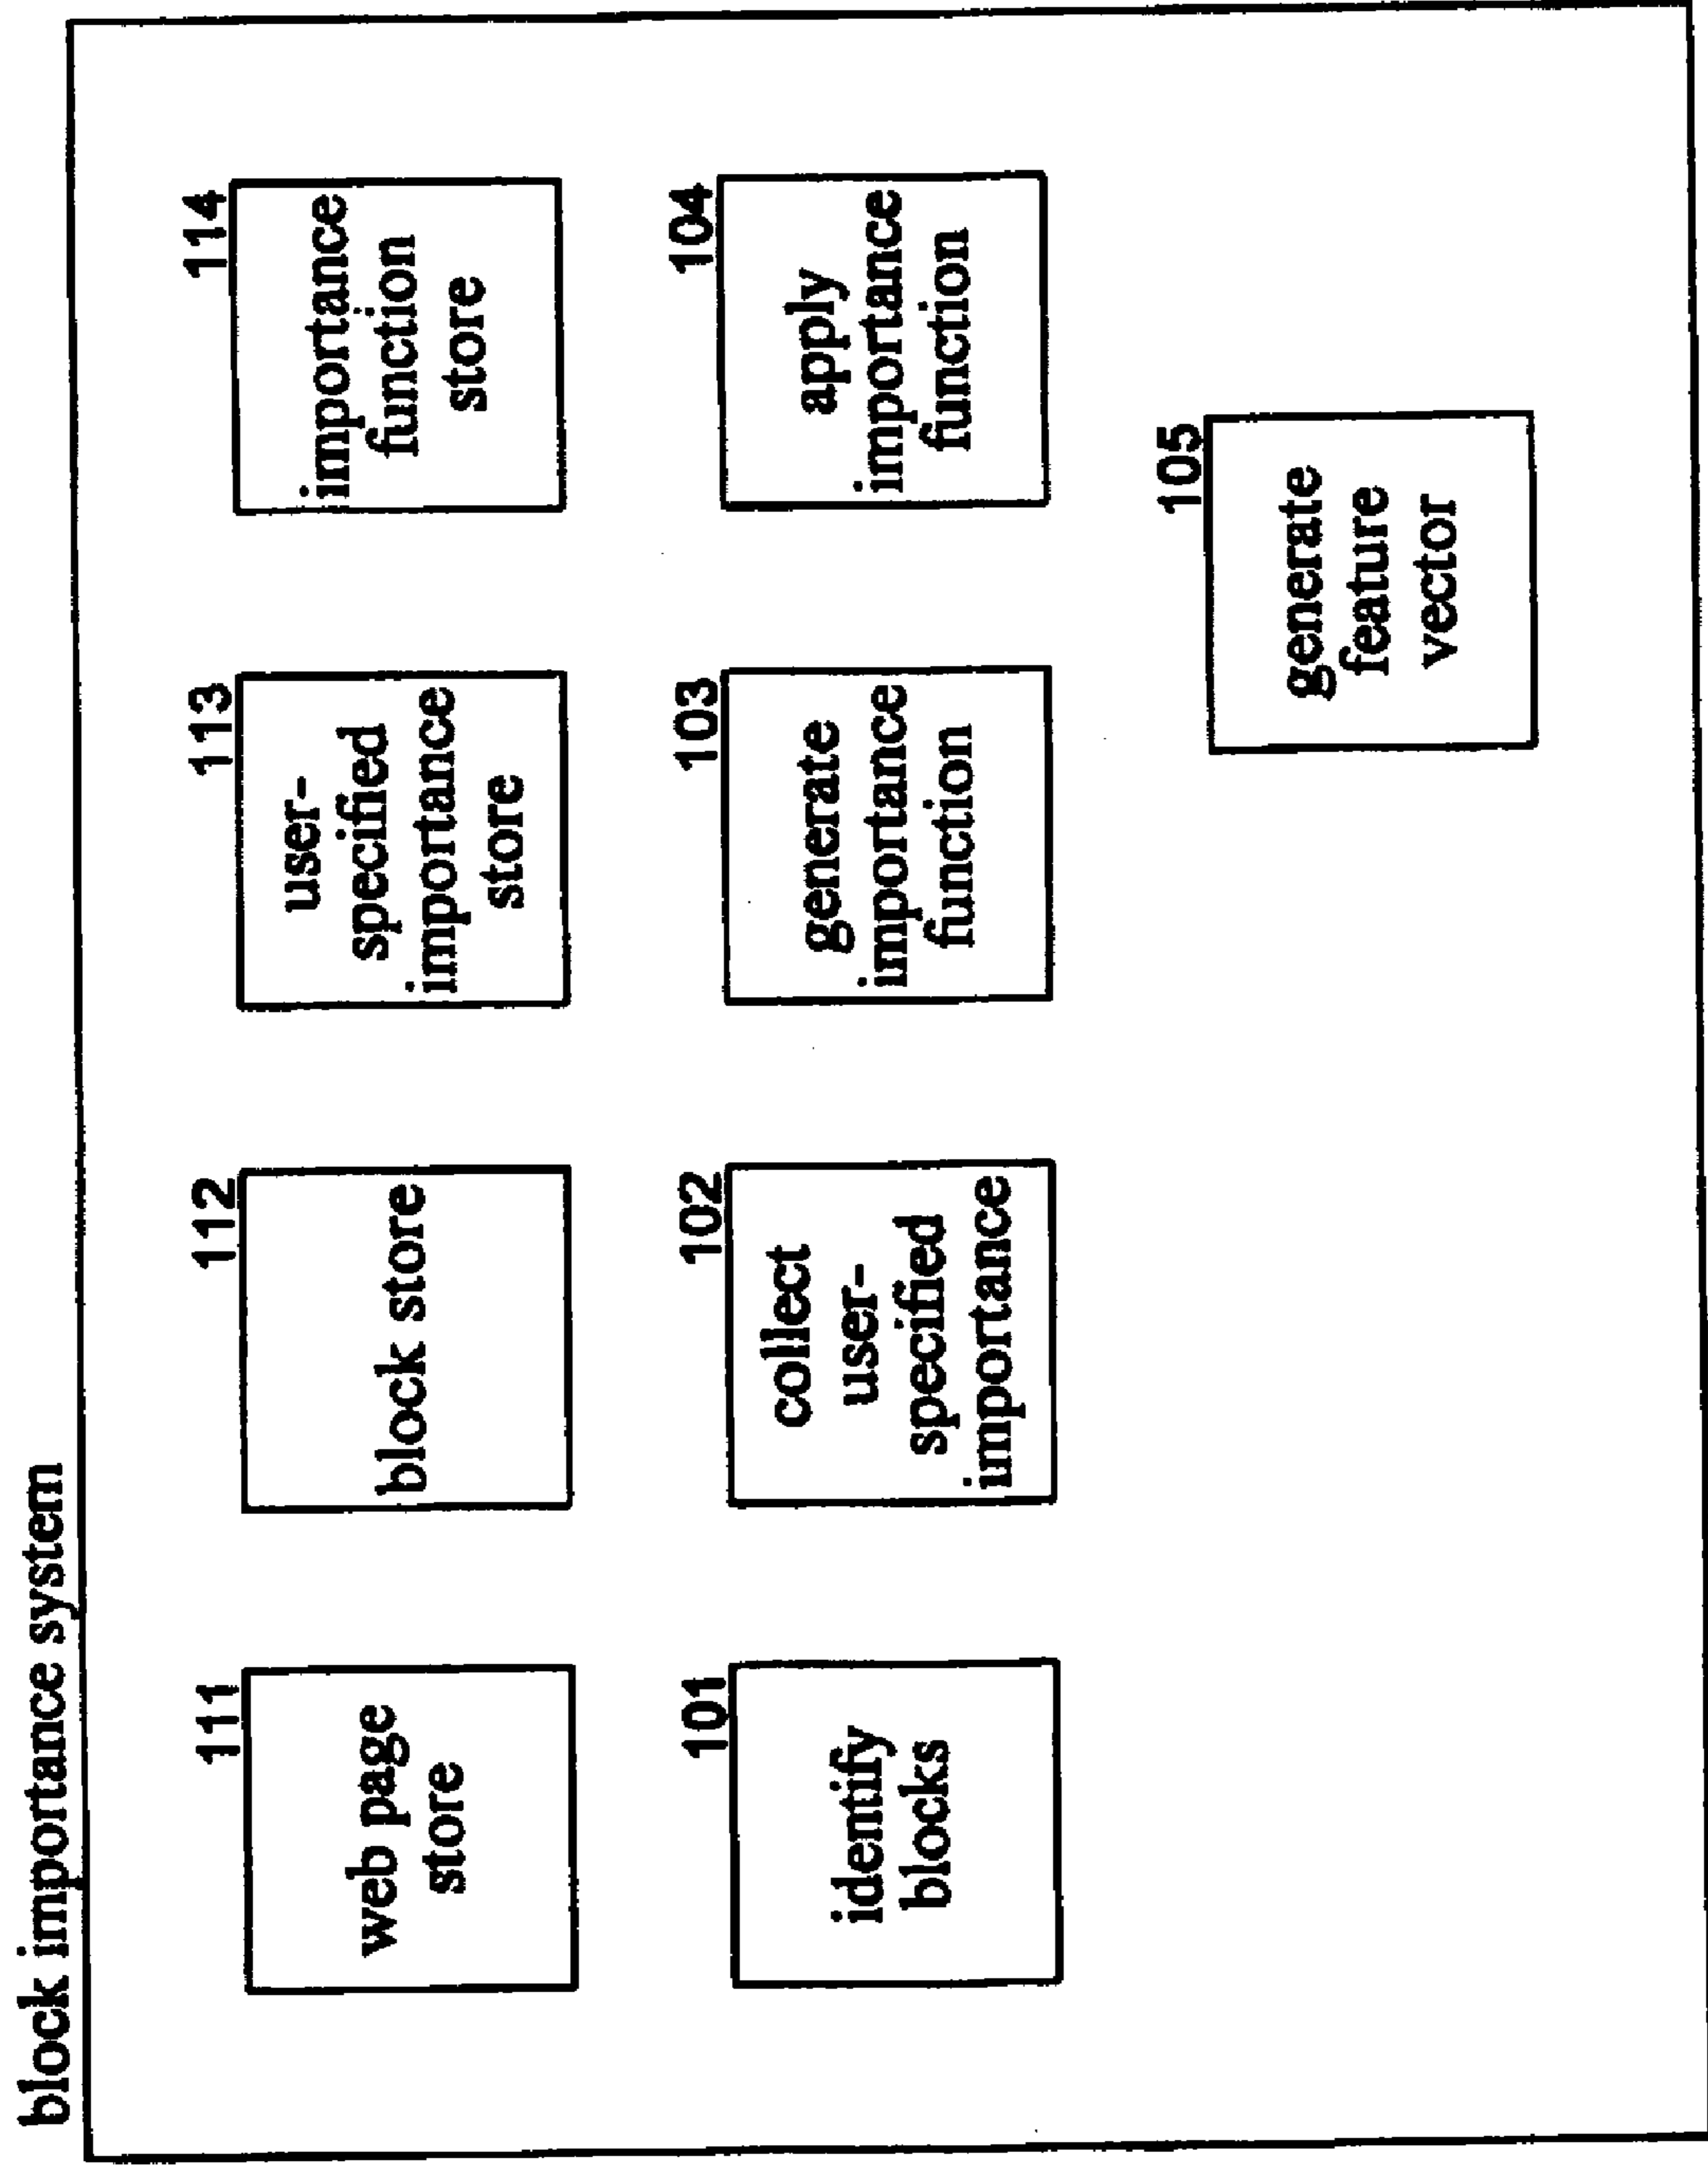 block importance system
111
web page
store
112
block store
113
user-
specified
importance
store
114
importance
function
store
101
identify
blocks
102
collect
user-
specified
importance
103
generate
importance
function
104
apply
importance
function
105
generate
feature
vector